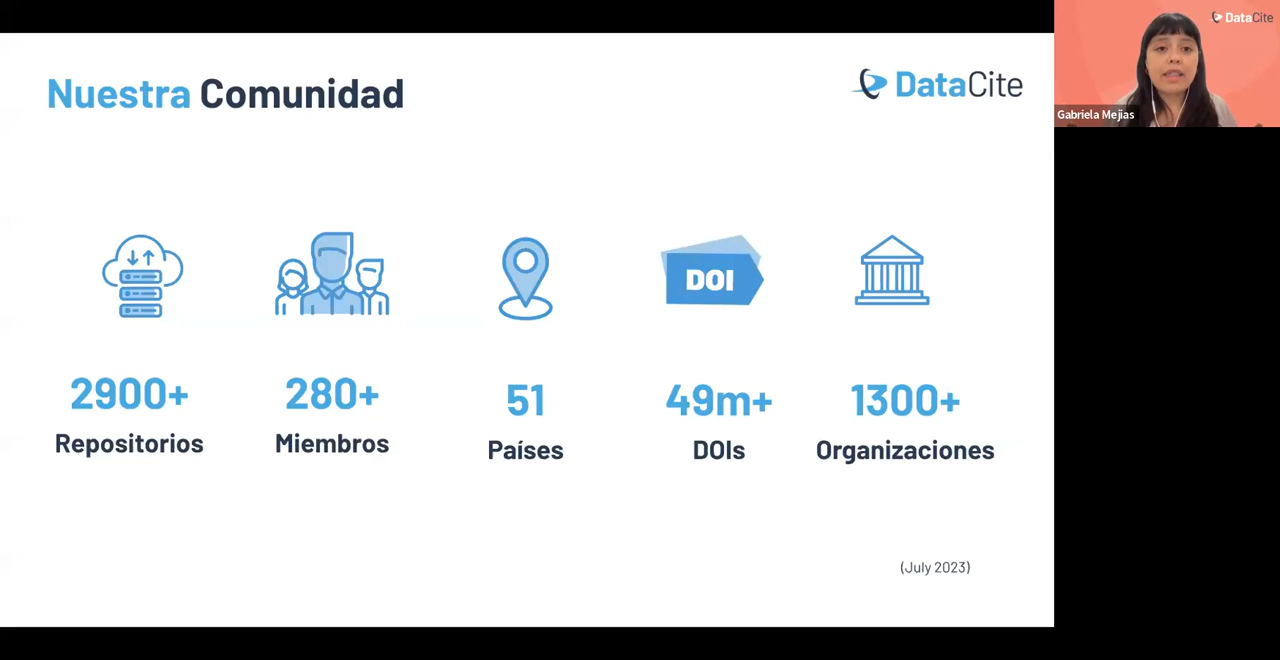 Nuestra Comunidad
DataCite
DataCite
Gabriela Mejias
DOI
2900+
Repositorios
280+
Miembros
51
Países
49m+
DOIs
1300+
Organizaciones
(July 2023)